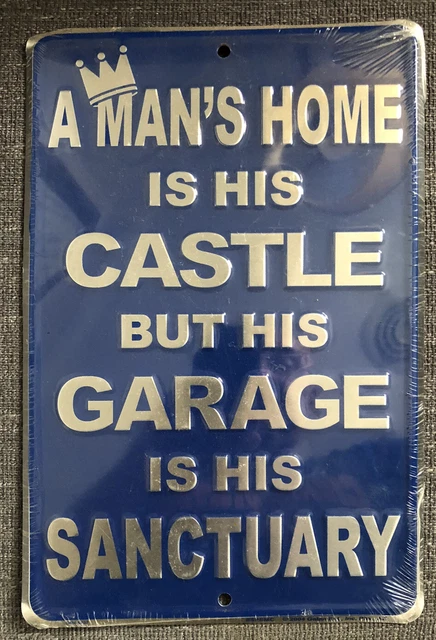 A MAN'S HOME
IS HIS
CASTLE
BUT HIS
GARAGE
IS HIS
SANCTUARY